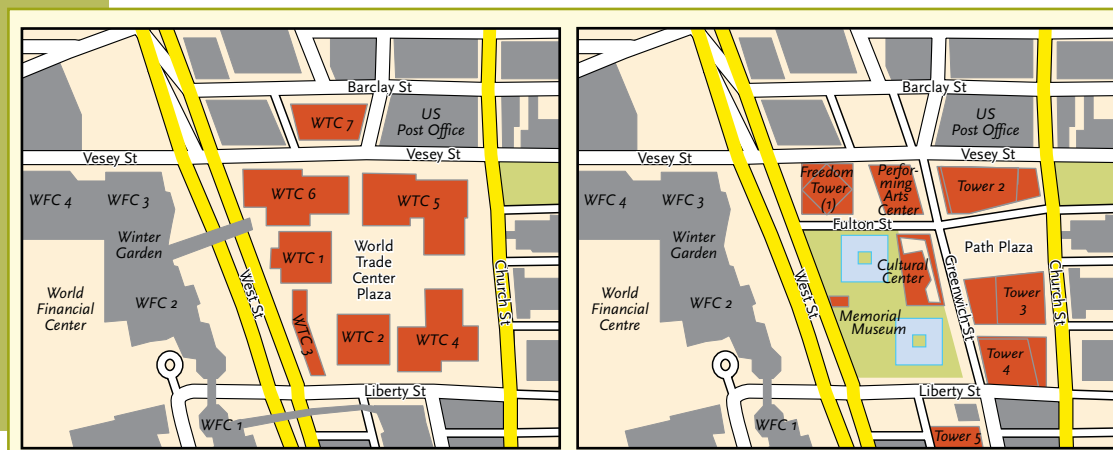 Barclay St
WTC 7
US
Post Office
Vesey St
Vesey St
WFC 4
WFC 3
WTC 6
WTC 5
Winter
Garden
WTC 1
World
Trade
Center
Plaza
World
Financial
Center
WFC 2
West St
Church St
WTC 3
WTC 2
WTC 4
Liberty St
WFC 1
Barclay St
US
Post Office
Vesey St
Vesey St
WFC 4
WFC 3
Freedom
Tower
(1)
Perfor-
ming
Arts
Center
Tower 2
Fulton St
Winter
Garden
Path Plaza
Cultural
Center
World
Financial
Centre
WFC 2
West St
Greenwich St
Church St
Memorial
Museum
Tower
3
Tower
4
Liberty St
WFC 1
Tower 5